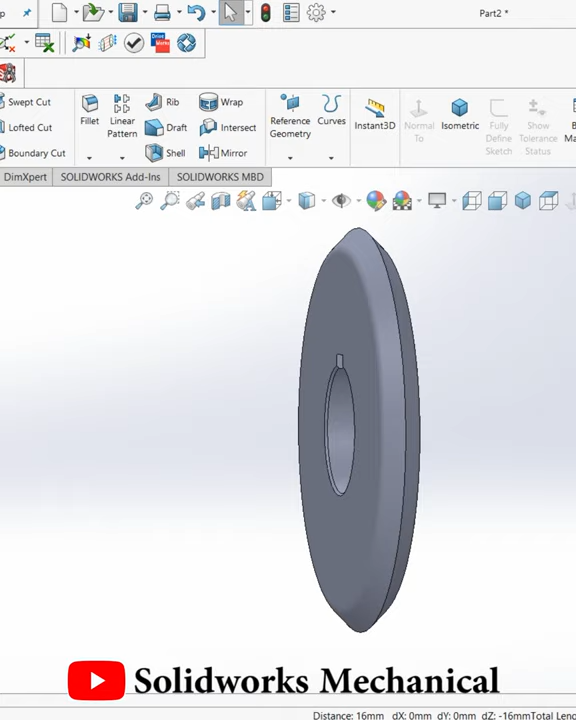 Part2 *
Swept Cut
Lofted Cut
Boundary Cut
Fillet
Linear Pattern
Rib
Draft
Shell
Wrap
Intersect
Mirror
Reference Geometry
Curves
Instant3D
Normal To
Isometric
Fully Define Sketch
Show Tolerance Status
DimXpert
SOLIDWORKS Add-Ins
SOLIDWORKS MBD
Solidworks Mechanical
Distance: 16mm dX: 0mm dY: 0mm dZ: -16mmTotal Leng